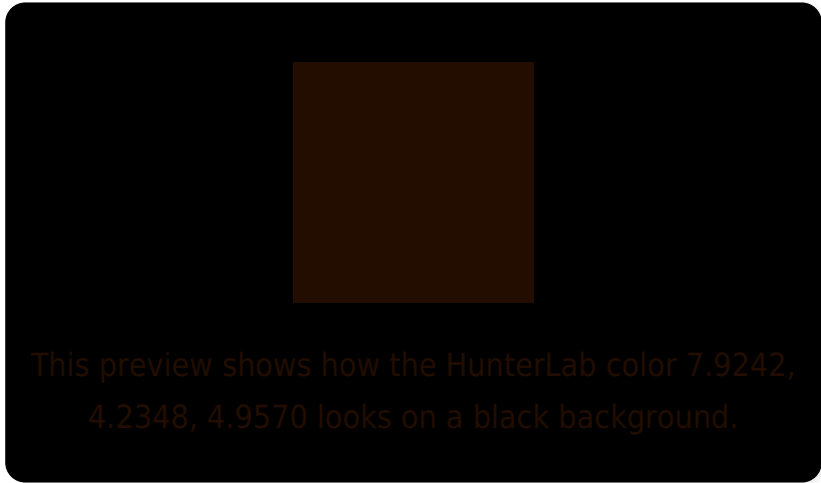 This preview shows how the HunterLab color 7.9242,
4.2348, 4.9570 looks on a black background.